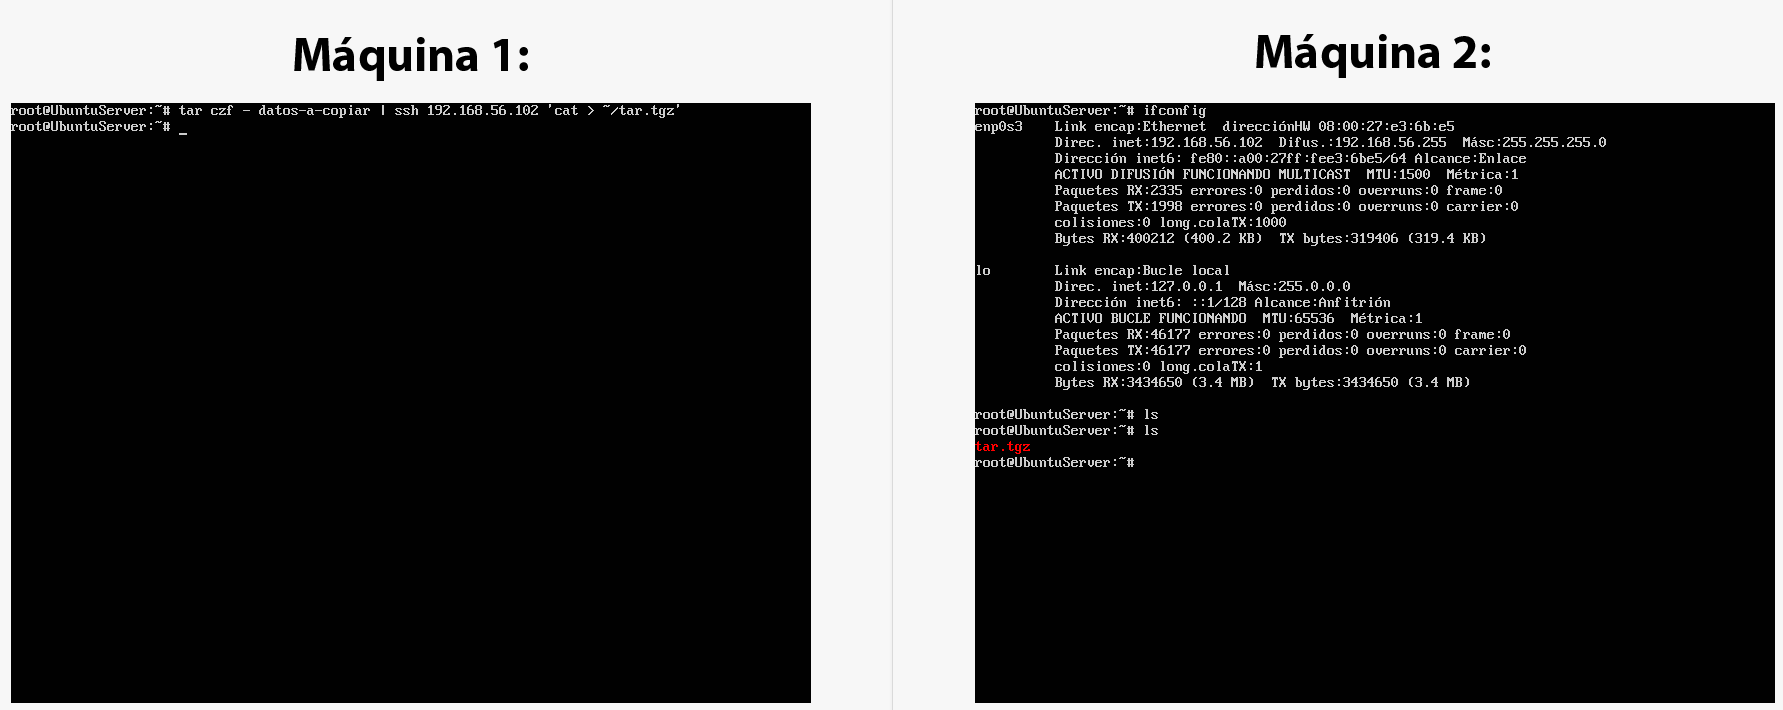 Máquina 1:
root@UbuntuServer:~# tar czf - datos-a-copiar | ssh 192.168.56.102 'cat > ~/tar.tgz'
root@UbuntuServer:~# _
Máquina 2:
root@UbuntuServer:~# ifconfig
enp0s3    Link encap:Ethernet  direcciónHW 08:00:27:e3:6b:e5
          Direc. inet:192.168.56.102  Difus.:192.168.56.255  Másc:255.255.255.0
          Dirección inet6: fe80::a00:27ff:fee3:6be5/64 Alcance:Enlace
          ACTIVO DIFUSIÓN FUNCIONANDO MULTICAST  MTU:1500  Métrica:1
          Paquetes RX:2335 errores:0 perdidos:0 overruns:0 frame:0
          Paquetes TX:1998 errores:0 perdidos:0 overruns:0 carrier:0
          colisiones:0 long.colaTX:1000
          Bytes RX:400212 (400.2 KB)  TX bytes:319406 (319.4 KB)
lo        Link encap:Bucle local
          Direc. inet:127.0.0.1  Másc:255.0.0.0
          Dirección inet6: ::1/128 Alcance:Anfitrión
          ACTIVO BUCLE FUNCIONANDO  MTU:65536  Métrica:1
          Paquetes RX:46177 errores:0 perdidos:0 overruns:0 frame:0
          Paquetes TX:46177 errores:0 perdidos:0 overruns:0 carrier:0
          colisiones:0 long.colaTX:1
          Bytes RX:3434650 (3.4 MB)  TX bytes:3434650 (3.4 MB)
root@UbuntuServer:~# ls
root@UbuntuServer:~# ls
tar.tgz
root@UbuntuServer:~#